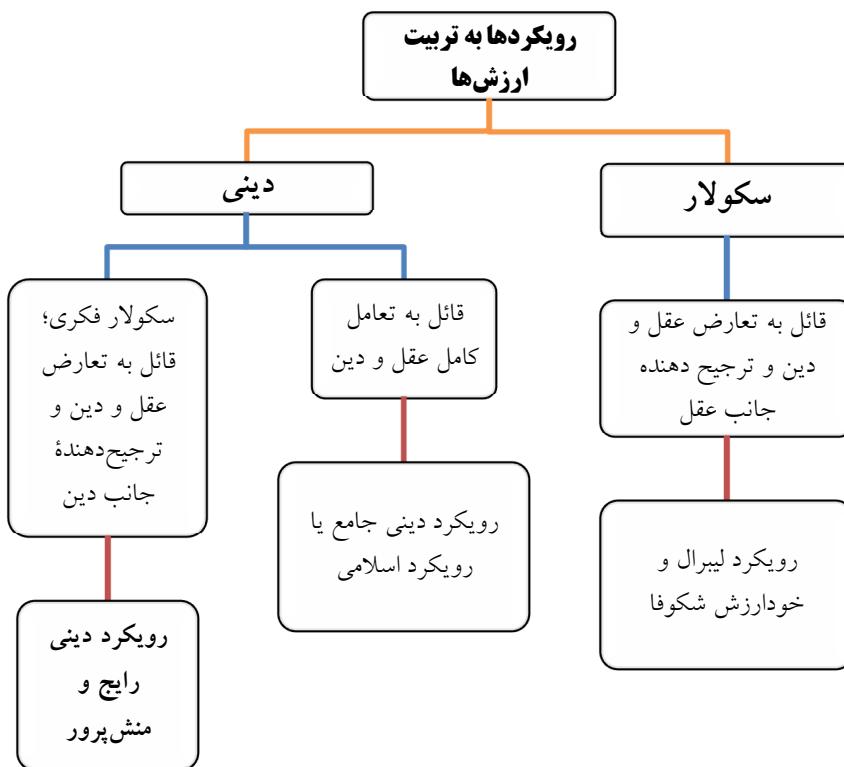 رویکردها به تربیت
ارزش‌ها
سکولار
دینی
قائل به تعارض عقل و
دین و ترجیح دهنده
جانب عقل
قائل به تعامل
کامل عقل و دین
سکولار فکری؛
قائل به تعارض
عقل و دین و
ترجیح‌دهندۀ
جانب دین
رویکرد لیبرال و
خودارزش شکوفا
رویکرد دینی جامع یا
رویکرد اسلامی
رویکرد دینی
رایج و
منش‌پرور